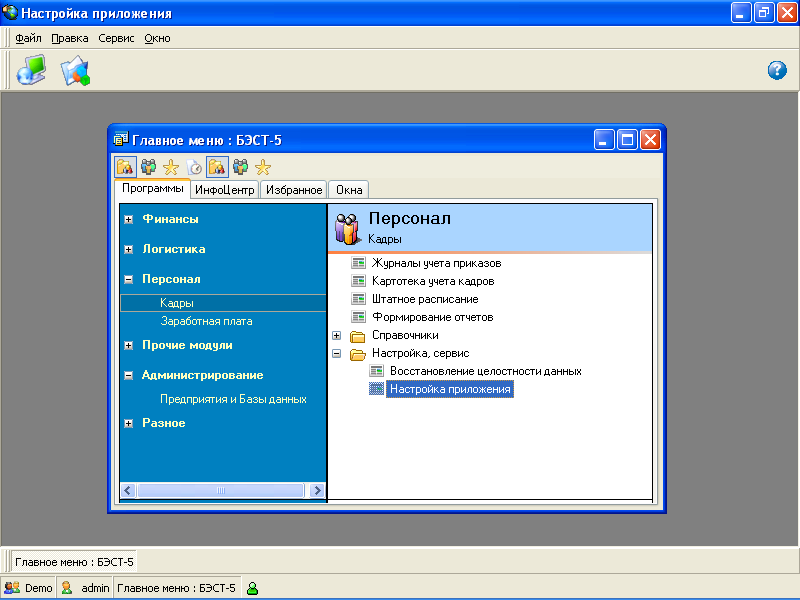 Настройка приложения
Файл Правка Сервис Окно
Главное меню : БЭСТ-5
Программы ИнфоЦентр Избранное Окна
Финансы
Логистика
Персонал
Кадры
Заработная плата
Прочие модули
Администрирование
Предприятия и Базы данных
Разное
Персонал
Кадры
Журналы учета приказов
Картотека учета кадров
Штатное расписание
Формирование отчетов
Справочники
Настройка, сервис
Восстановление целостности данных
Настройка приложения
Главное меню : БЭСТ-5
Demo admin Главное меню : БЭСТ-5